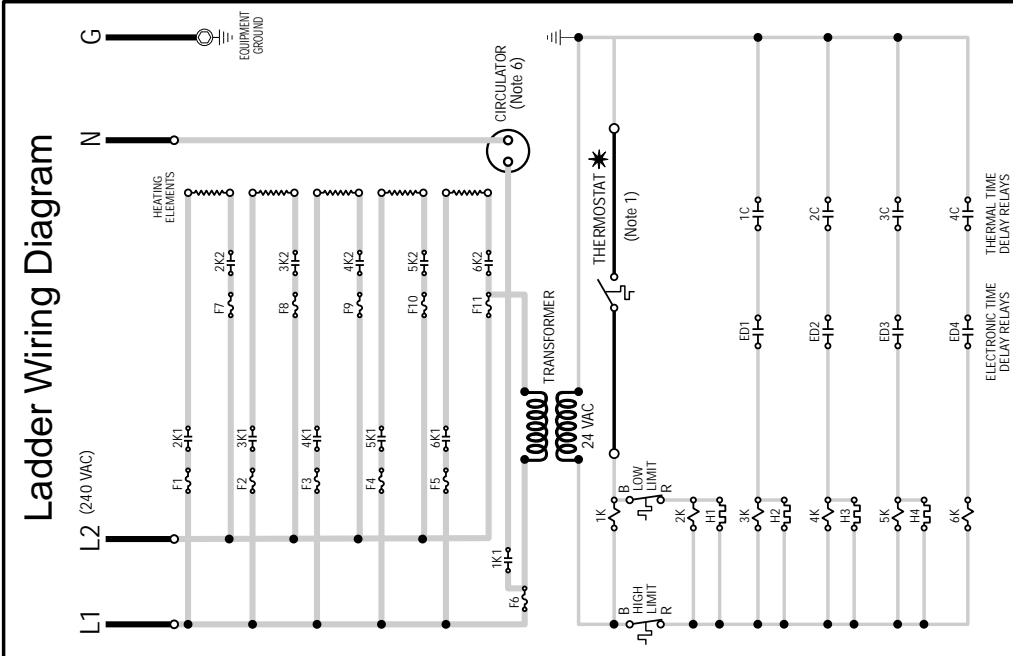 Ladder Wiring Diagram
L1
L2
(240 VAC)
N
G
EQUIPMENT
GROUND
HEATING
ELEMENTS
F1
2K1
F7
2K2
F2
3K1
F8
3K2
F3
4K1
F9
4K2
F4
5K1
F10
5K2
F5
6K1
F11
6K2
1K1
CIRCULATOR
(Note 6)
F6
TRANSFORMER
24 VAC
THERMOSTAT
(Note 1)
1K
B
HIGH
LIMIT
R
B
LOW
LIMIT
R
2K
H1
3K
ED1
1C
H2
4K
ED2
2C
H3
5K
ED3
3C
H4
6K
ED4
4C
ELECTRONIC TIME
DELAY RELAYS
THERMAL TIME
DELAY RELAYS